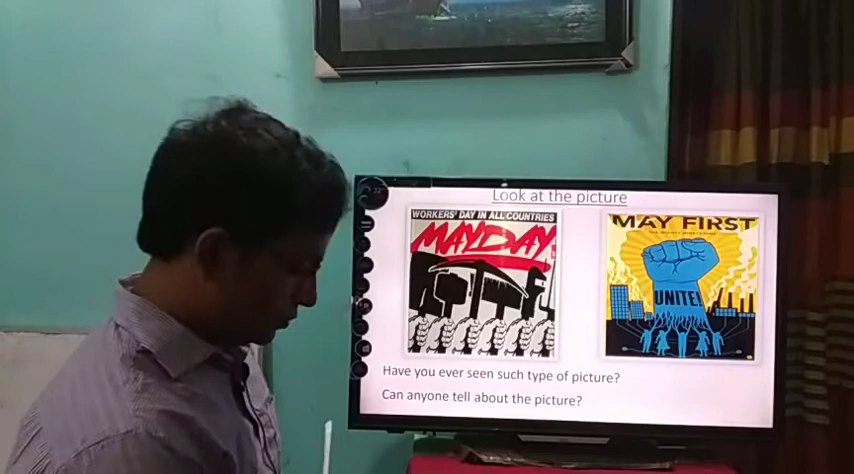 Look at the picture
WORKERS' DAY IN ALL COUNTRIES
MAYDAY
MAY FIRST
UNITE!
Have you ever seen such type of picture?
Can anyone tell about the picture?